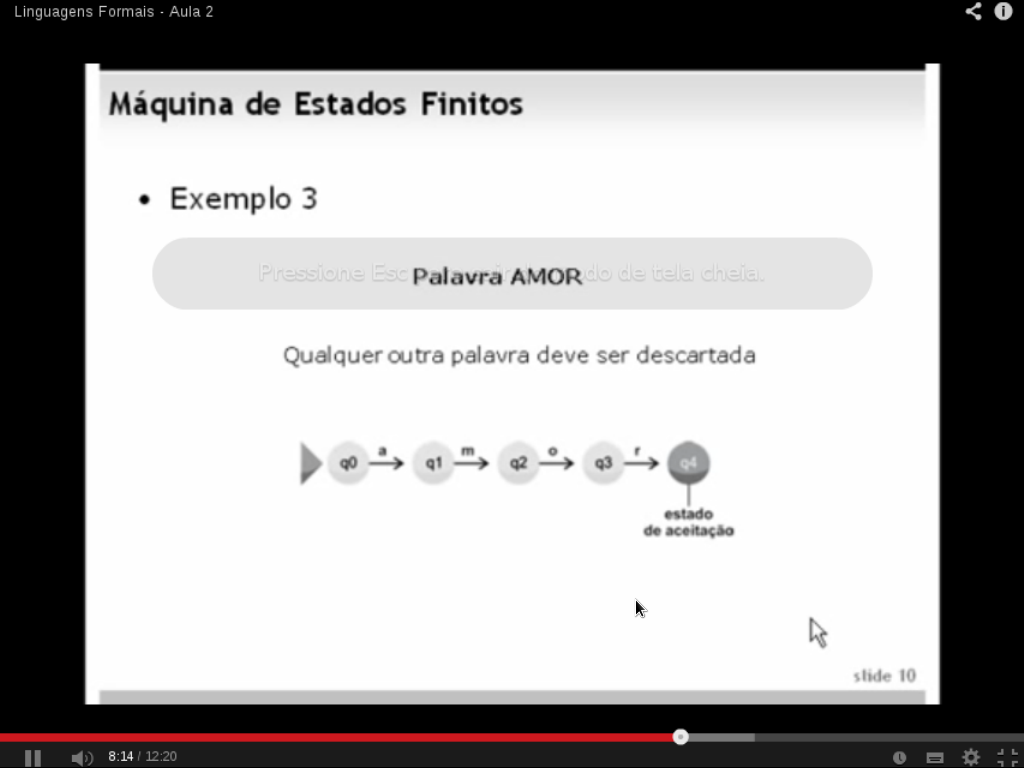 Linguagens Formais - Aula 2
Máquina de Estados Finitos
• Exemplo 3
Pressione Esc do de tela cheia.
Palavra AMOR
Qualquer outra palavra deve ser descartada
q0 a q1 m q2 o q3 r q4
estado
de aceitação
slide 10
8:14 / 12:20